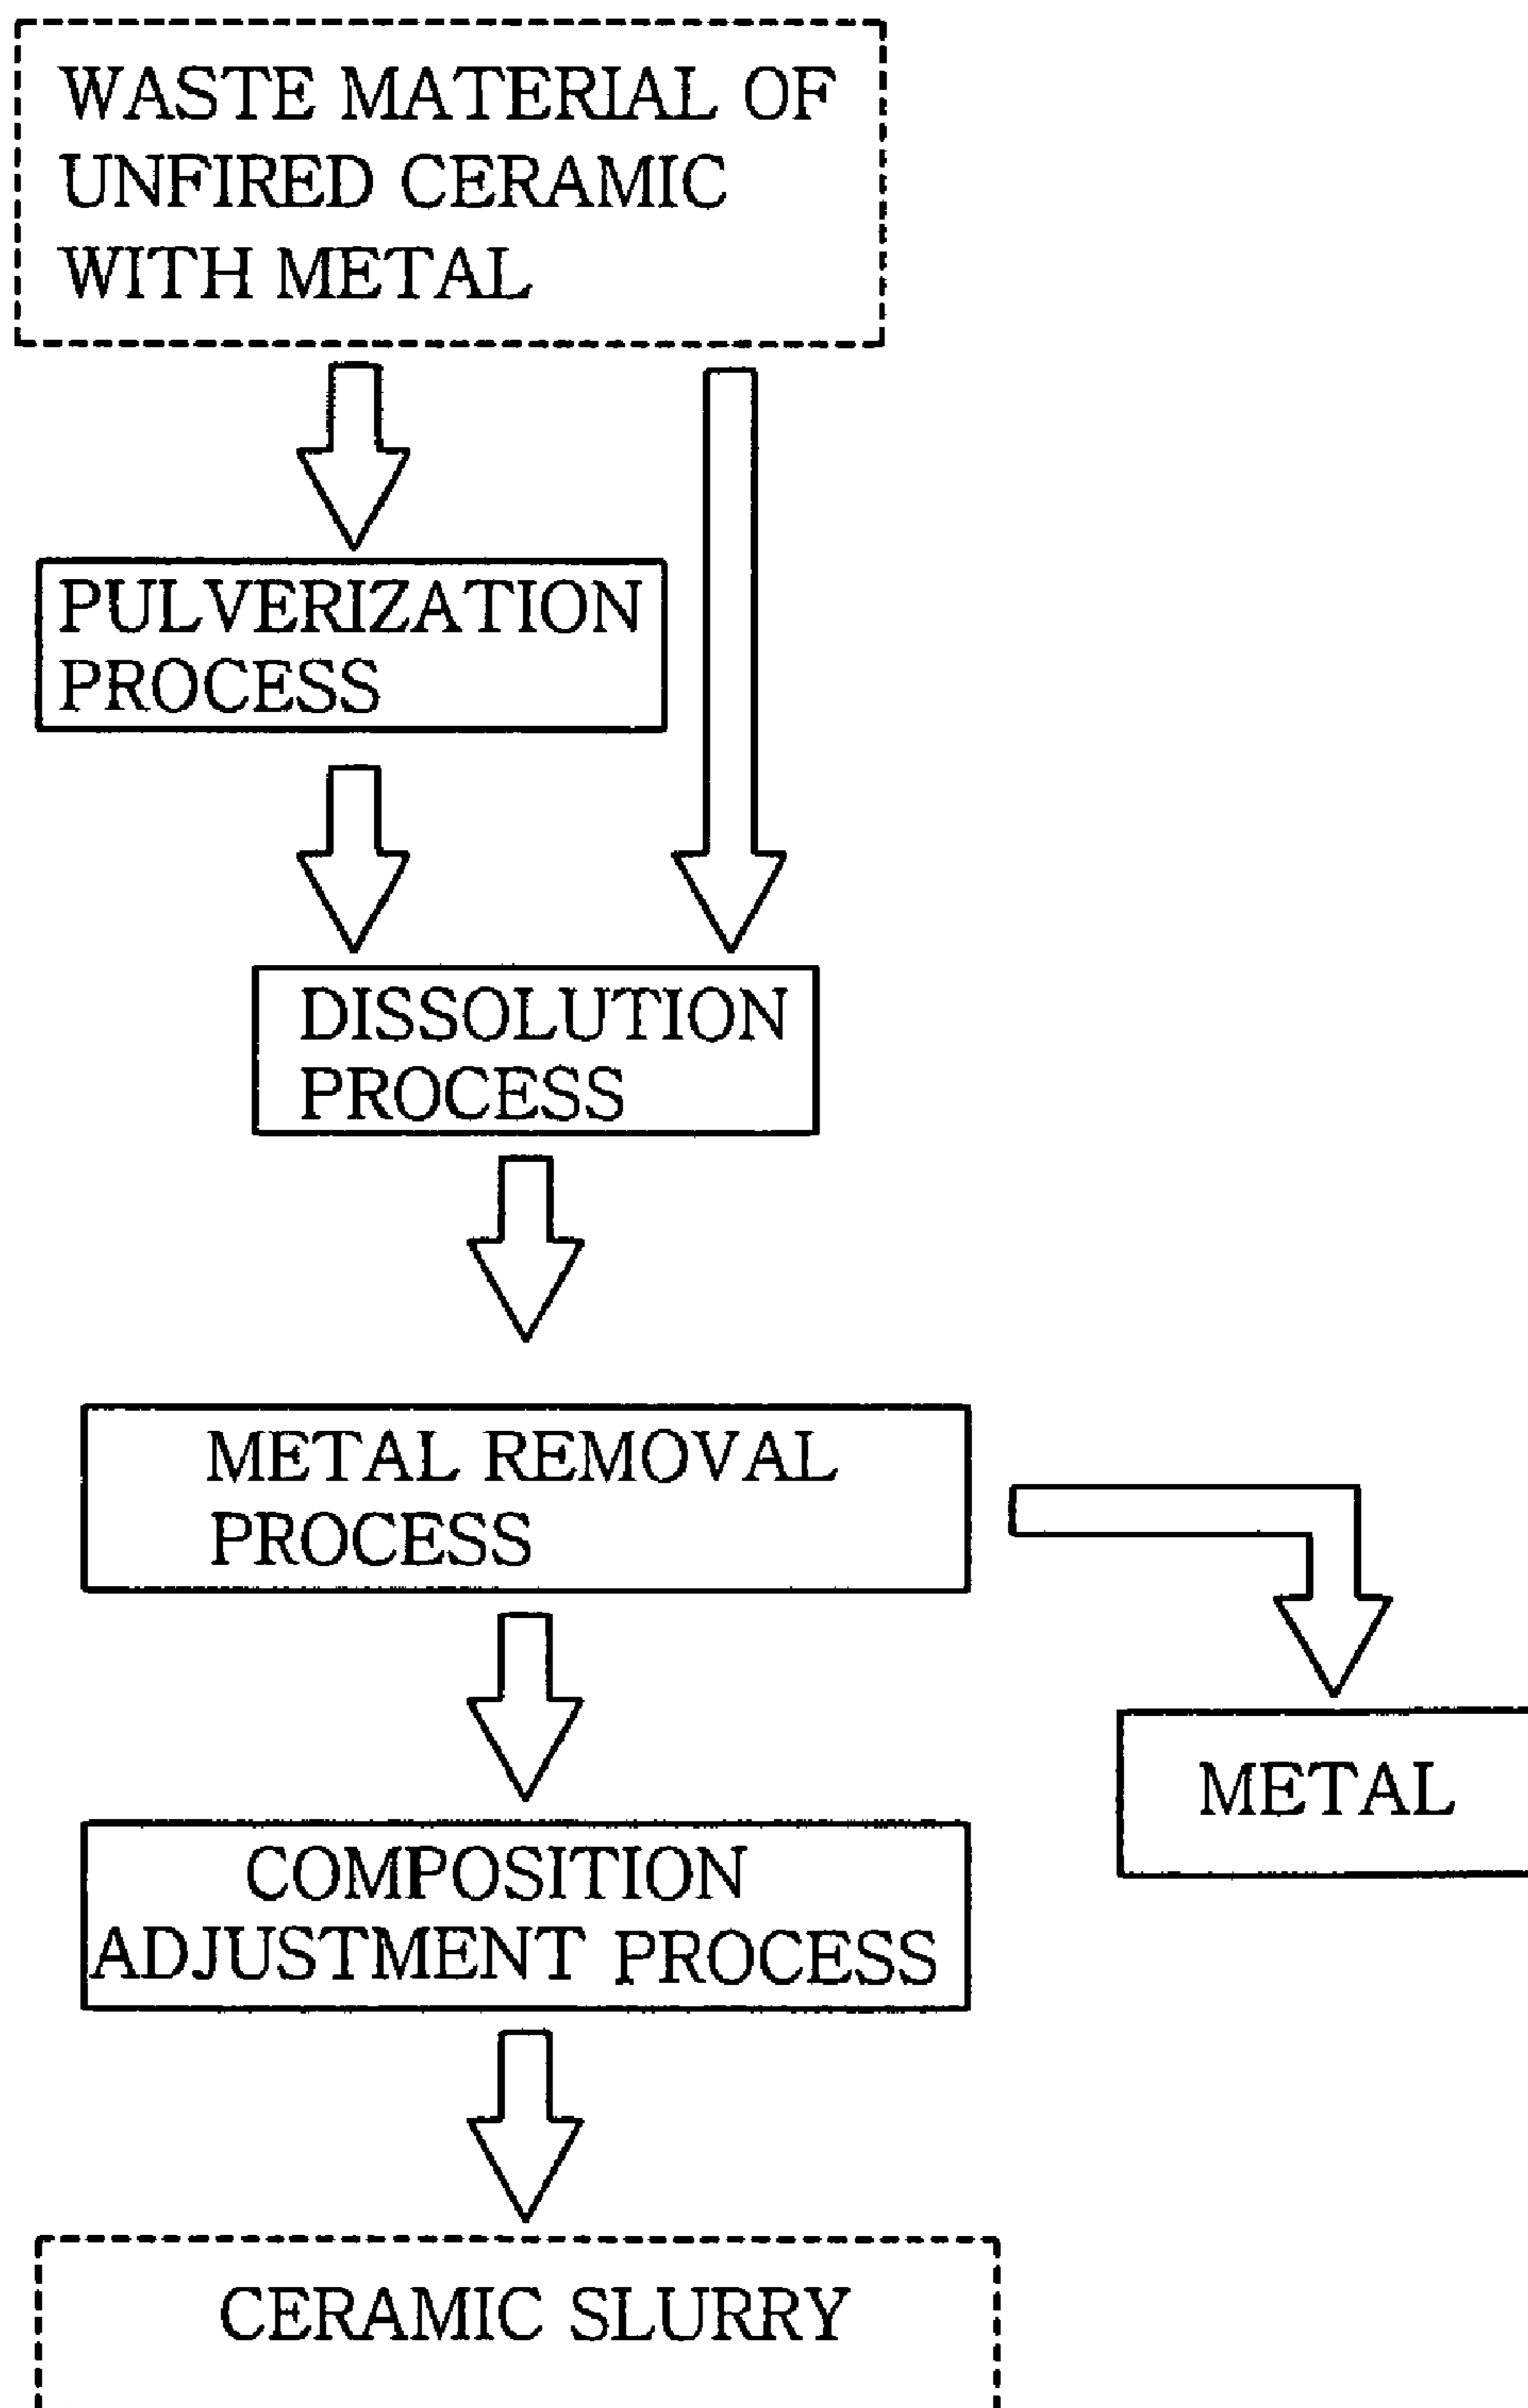 WASTE MATERIAL OF
UNFIRED CERAMIC
WITH METAL
PULVERIZATION
PROCESS
DISSOLUTION
PROCESS
METAL REMOVAL
PROCESS
METAL
COMPOSITION
ADJUSTMENT PROCESS
CERAMIC SLURRY